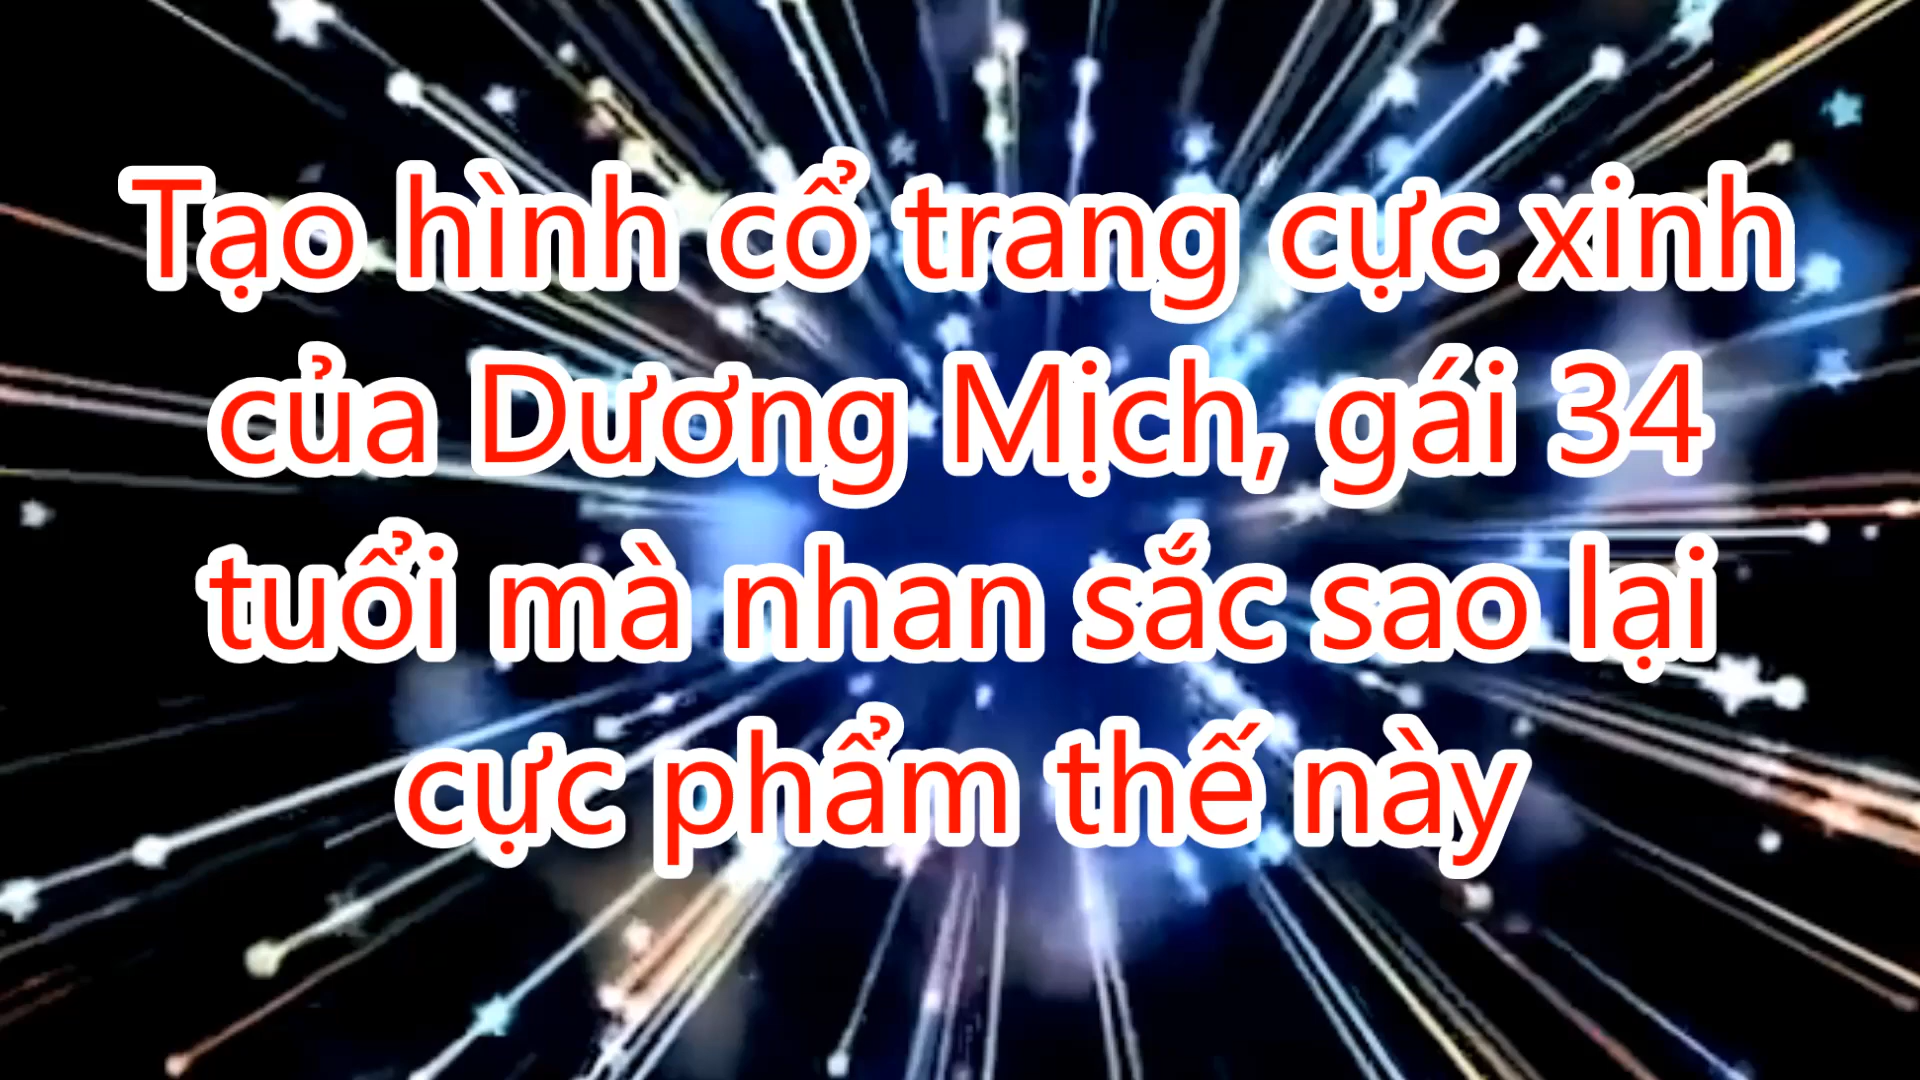 Tạo hình cổ trang cực xinh
của Dương Mịch, gái 34
tuổi mà nhan sắc sao lại
cực phẩm thế này